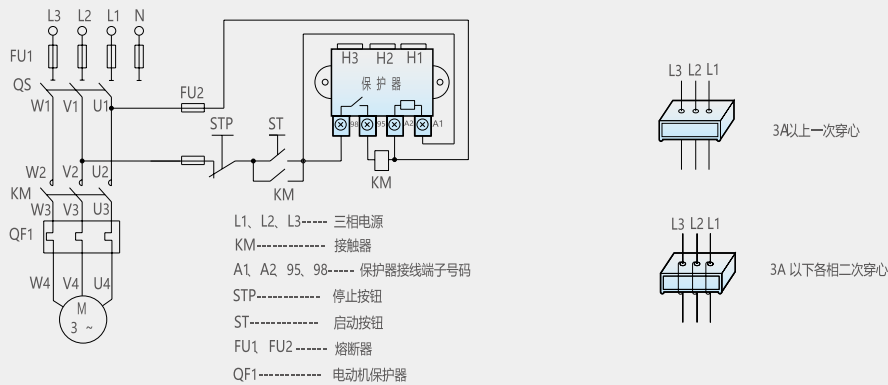 L3 L2 L1 N
FU1
QS
W1 V1 U1
FU2
H3 H2 H1
保护器
98 95 A2 A1
STP ST
KM
KM
W2 V2 U2
KM
W3 V3 U3
QF1
W4 V4 U4
M
3 ~
L1、L2、L3----- 三相电源
KM------------- 接触器
A1、A2, 95、98----- 保护器接线端子号码
STP------------ 停止按钮
ST------------- 启动按钮
FU1、FU2 ------ 熔断器
QF1------------ 电动机保护器
L3 L2 L1
3A以上一次穿心
L3 L2 L1
3A 以下各相二次穿心